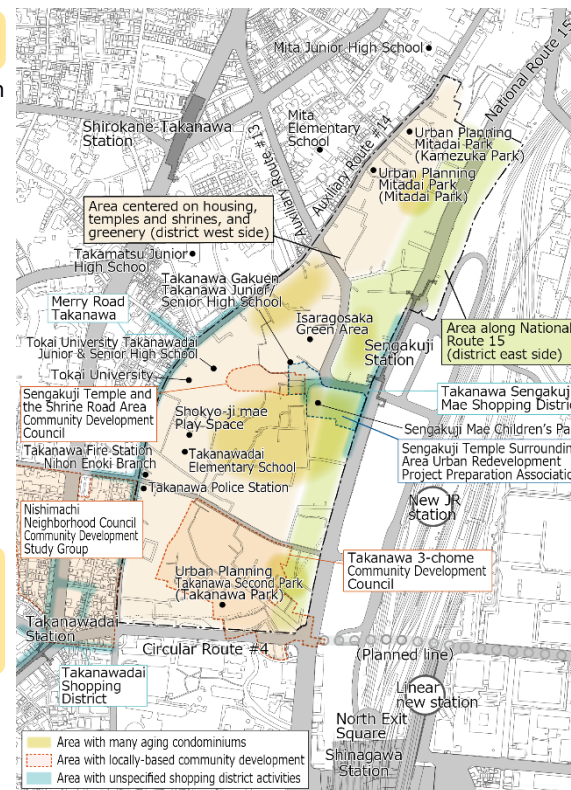 n
Mita Junior High School
National Route 15
Shirokane-Takanawa
Station
Mita
Elementary
School
Auxiliary Route #13
Auxiliary Route #14
Urban Planning
Mitadai Park
(Kamezuka Park)
Urban Planning
Mitadai Park
(Mitadai Park)
Area centered on housing,
temples and shrines, and
greenery (district west side)
Takamatsu Junior
High School
Takanawa Gakuen
Takanawa Junior/
Senior High School
Merry Road
Takanawa
Isaragosaka
Green Area
Area along National
Route 15
(district east side)
Sengakuji
Station
Tokai University Takanawadai
Junior & Senior High School
Tokai University
Takanawa Sengakuji
Mae Shopping Distric
Sengakuji Temple and
the Shrine Road Area
Community Development
Council
Shokyo-ji mae
Play Space
Sengakuji Mae Children's Pa
Takanawadai
Elementary School
Sengakuji Temple Surroundin
Area Urban Redevelopment
Project Preparation Associatio
Takanawa Fire Station
Nihon Enoki Branch
Takanawa Police Station
New JR
station
Nishimachi
Neighborhood Council
Community Development
Study Group
Takanawa 3-chome
Community Development
Council
Urban Planning
Takanawa Second Park
(Takanawa Park)
Takanawadai
Station
Circular Route #4
(Planned line)
Takanawadai
Shopping
District
Linear
new station
North Exit
Square
Shinagawa
Station
Area with many aging condominiums
Area with locally-based community development
Area with unspecified shopping district activities